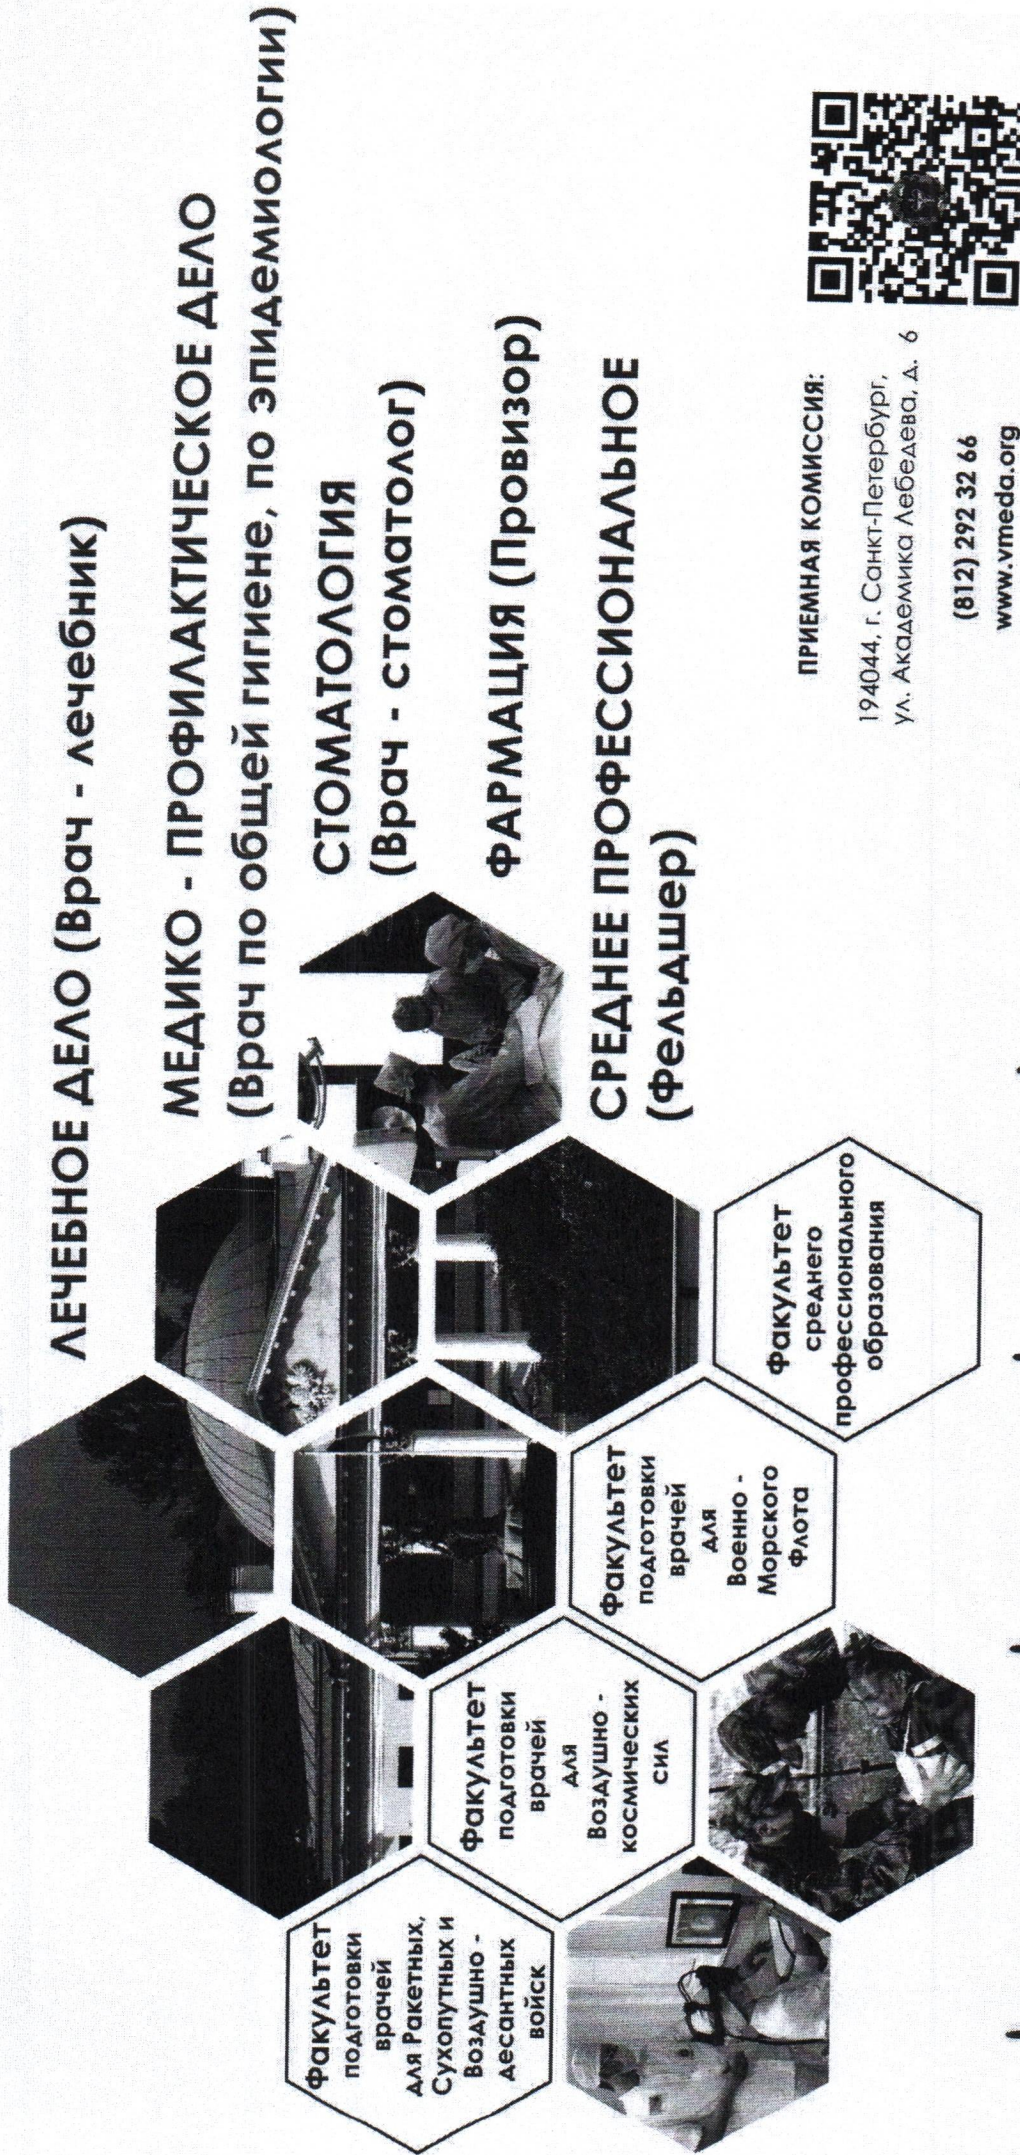 ЛЕЧЕБНОЕ ДЕЛО (Врач - лечебник)
МЕДИКО - ПРОФИЛАКТИЧЕСКОЕ ДЕЛО
(Врач по общей гигиене, по эпидемиологии)
СТОМАТОЛОГИЯ
(Врач - стоматолог)
ФАРМАЦИЯ (Провизор)
СРЕДНЕЕ ПРОФЕССИОНАЛЬНОЕ
(Фельдшер)
Факультет
подготовки
врачей
для Ракетных,
Сухопутных и
Воздушно -
десантных
войск
Факультет
подготовки
врачей
для
Воздушно -
космических
сил
Факультет
подготовки
врачей
для
Военно -
Морского
Флота
Факультет
среднего
профессионального
образования
ПРИЕМНАЯ КОМИССИЯ:
194044, г. Санкт-Петербург,
ул. Академика Лебедева, д. 6
(812) 292 32 66
www.vmeda.org